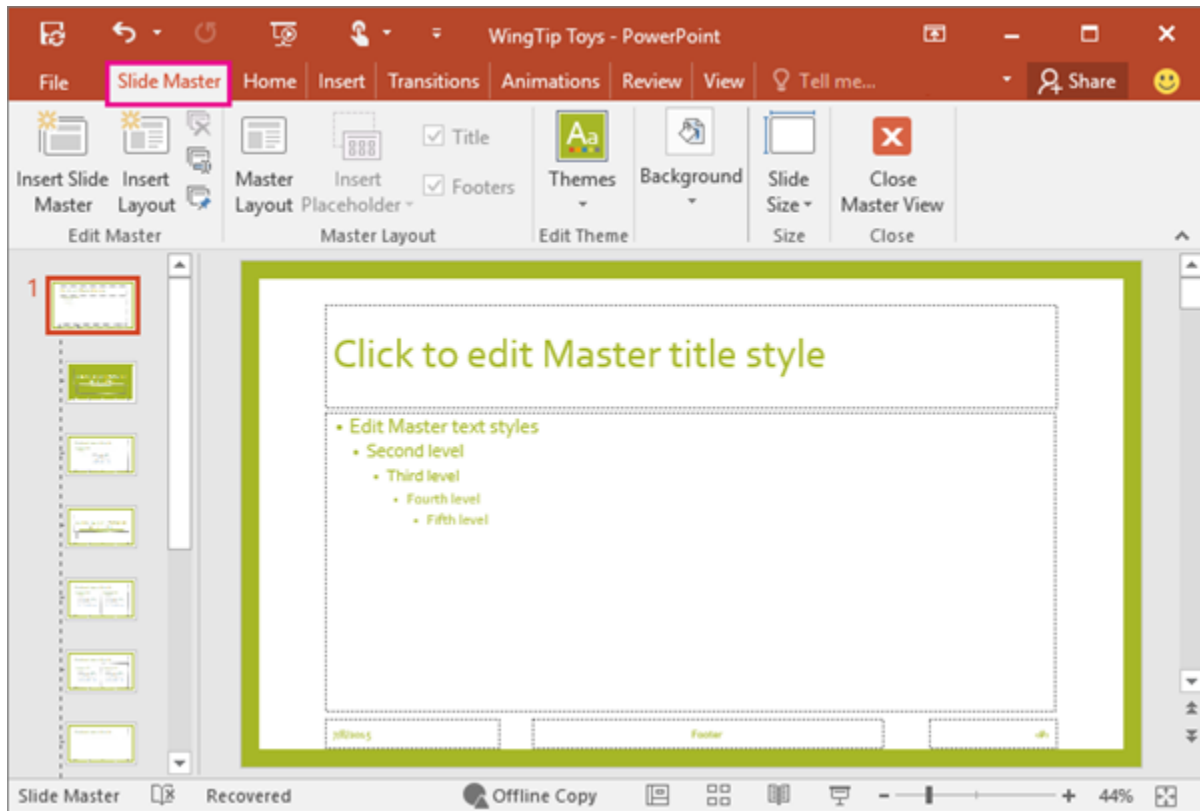 WingTip Toys - PowerPoint
File Slide Master Home Insert Transitions Animations Review View Tell me... Share
Insert Slide Master
Insert Layout
Master Layout
Insert Placeholder
Title
Footers
Themes
Background
Slide Size
Close Master View
Edit Master Master Layout Edit Theme Size Close
1
Click to edit Master title style
Edit Master text styles
Second level
Third level
Fourth level
Fifth level
7/8/2015 Footer ‹#›
Slide Master Recovered Offline Copy 44%